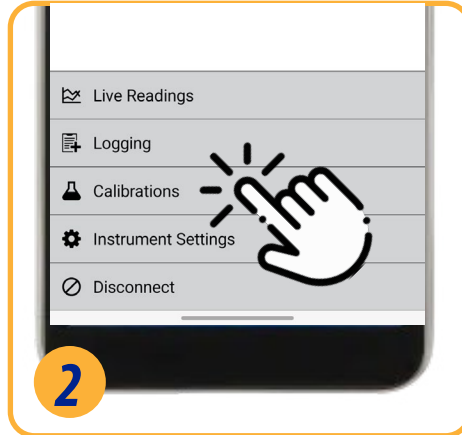 Live Readings
Logging
Calibrations
Instrument Settings
Disconnect
2